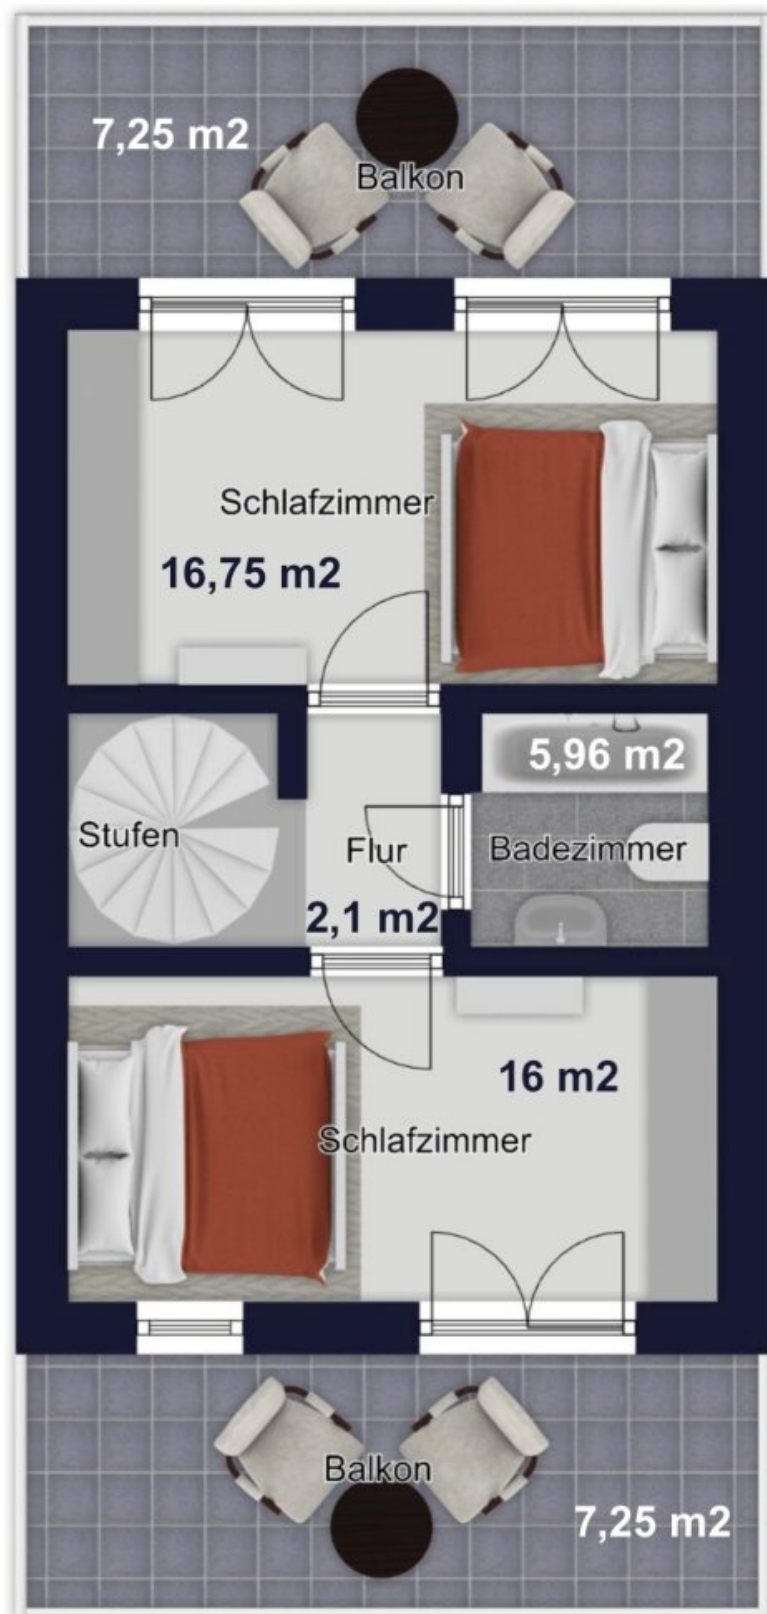 7,25 m2
Balkon
Schlafzimmer
16,75 m2
5,96 m2
Stufen
Flur
Badezimmer
2,1 m2
16 m2
Schlafzimmer
Balkon
7,25 m2